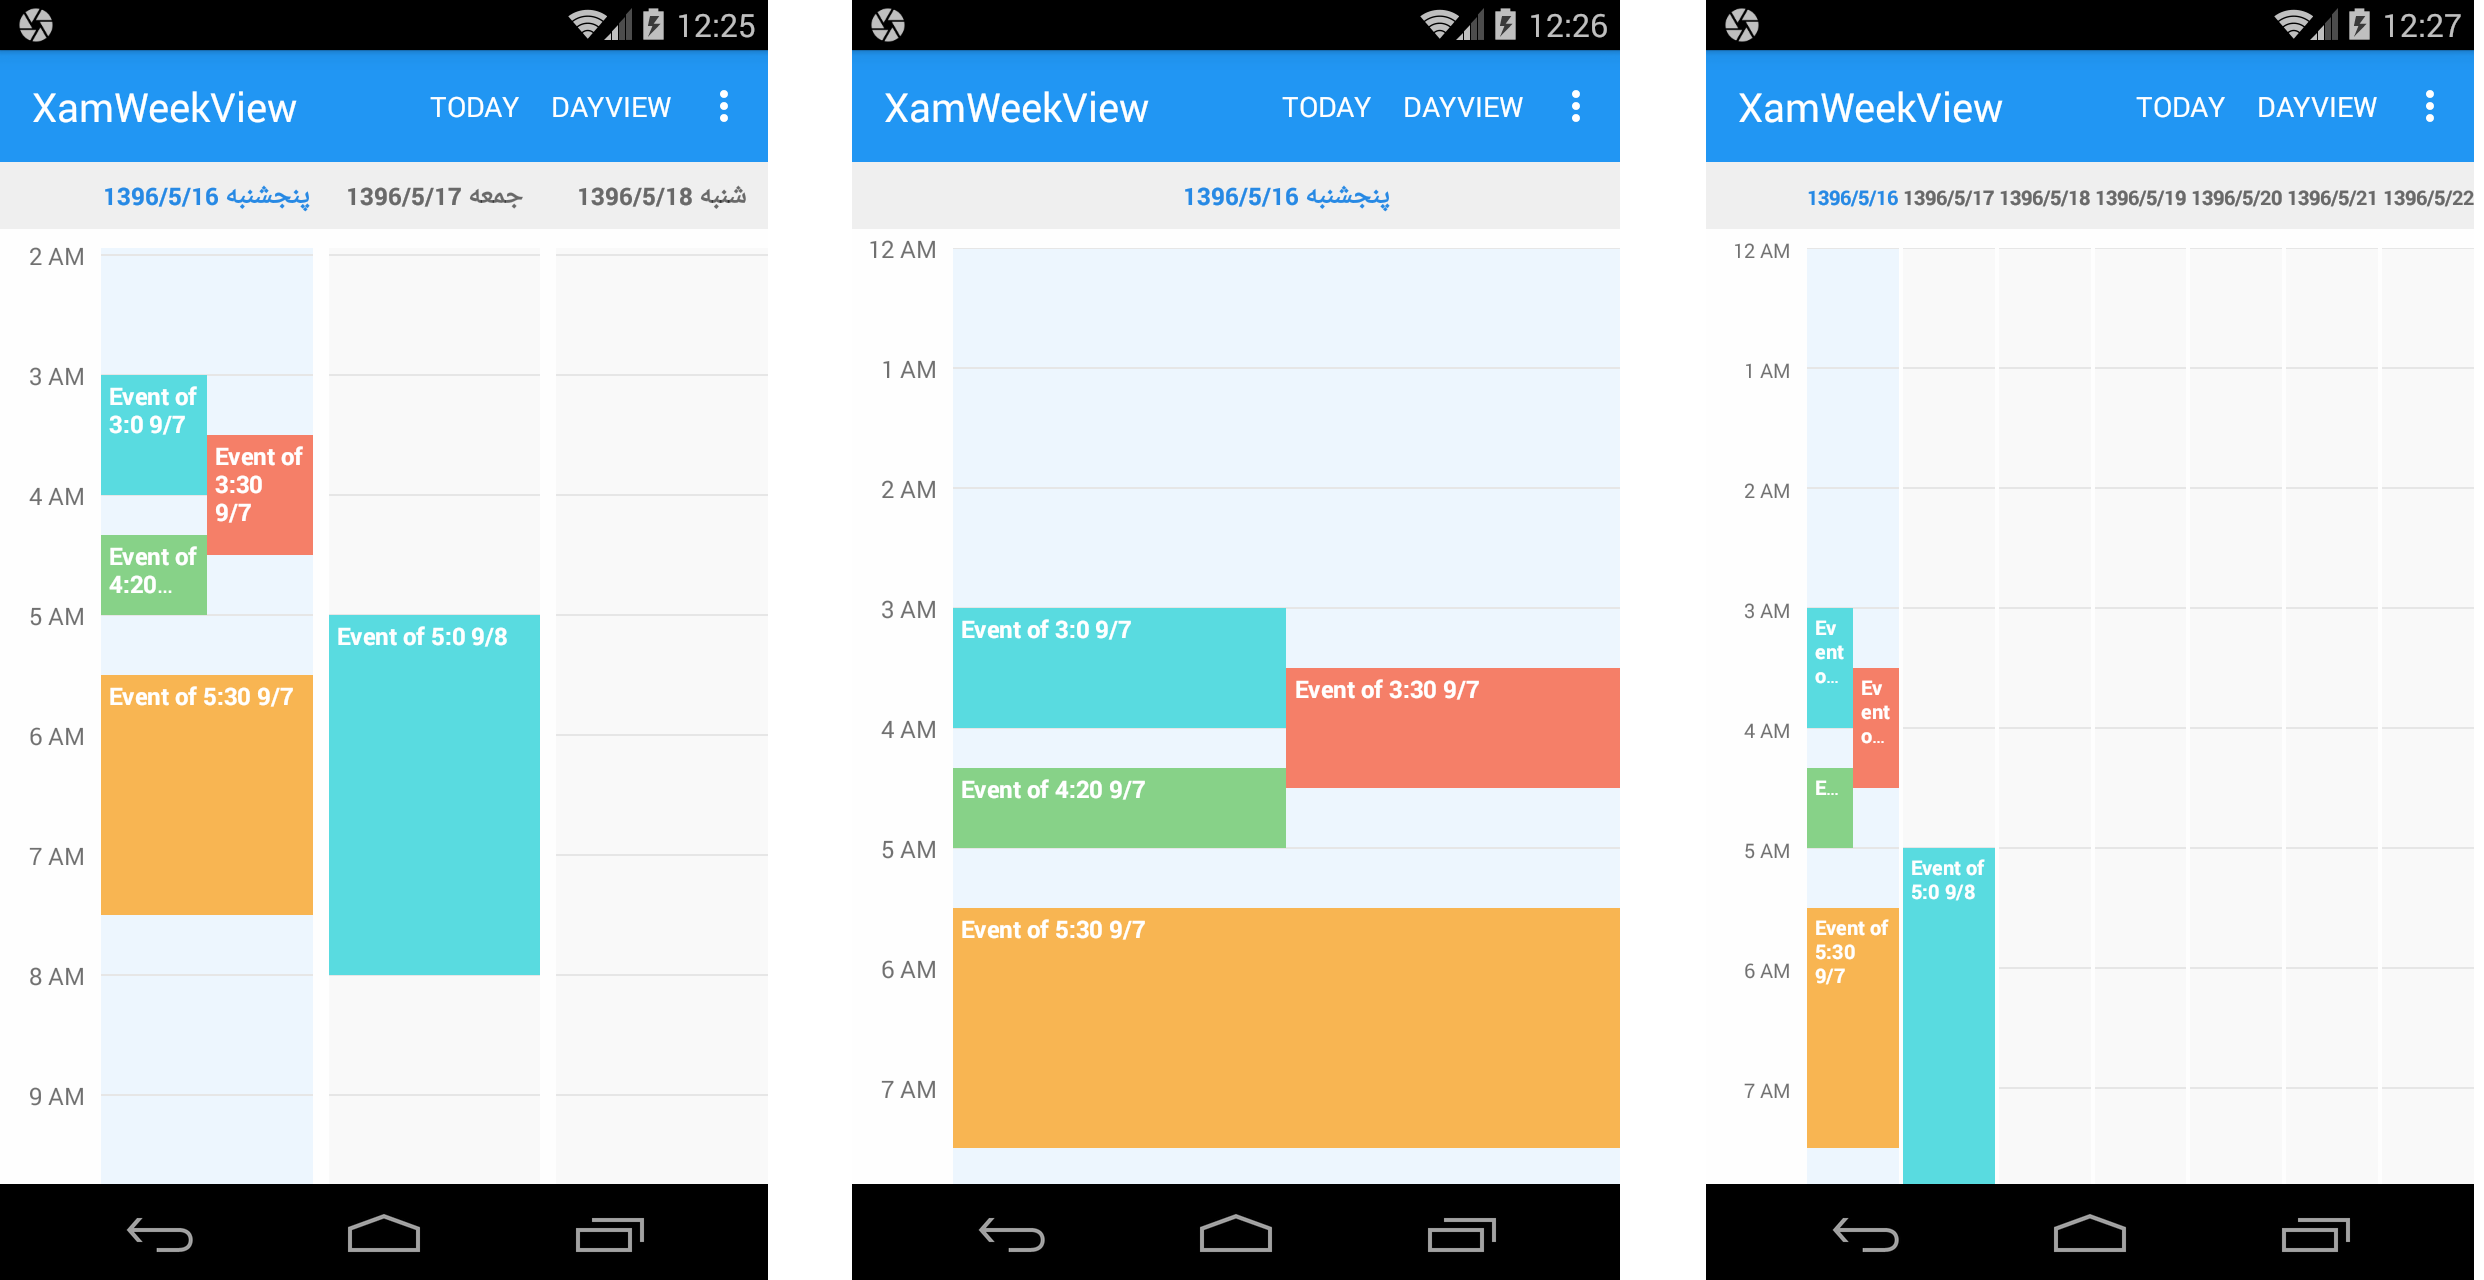 12:25
XamWeekView TODAY DAYVIEW
پنجشنبه 1396/5/16 جمعه 1396/5/17 شنبه 1396/5/18
2 AM
3 AM
4 AM
5 AM
6 AM
7 AM
8 AM
9 AM
Event of
3:0 9/7
Event of
3:30
9/7
Event of
4:20...
Event of 5:30 9/7
Event of 5:0 9/8
12:26
XamWeekView TODAY DAYVIEW
پنجشنبه 1396/5/16
12 AM
1 AM
2 AM
3 AM
4 AM
5 AM
6 AM
7 AM
Event of 3:0 9/7
Event of 3:30 9/7
Event of 4:20 9/7
Event of 5:30 9/7
12:27
XamWeekView TODAY DAYVIEW
1396/5/16 1396/5/17 1396/5/18 1396/5/19 1396/5/20 1396/5/21 1396/5/22
12 AM
1 AM
2 AM
3 AM
4 AM
5 AM
6 AM
7 AM
Ev
ent
o...
Ev
ent
o...
E...
Event of
5:30
9/7
Event of
5:0 9/8